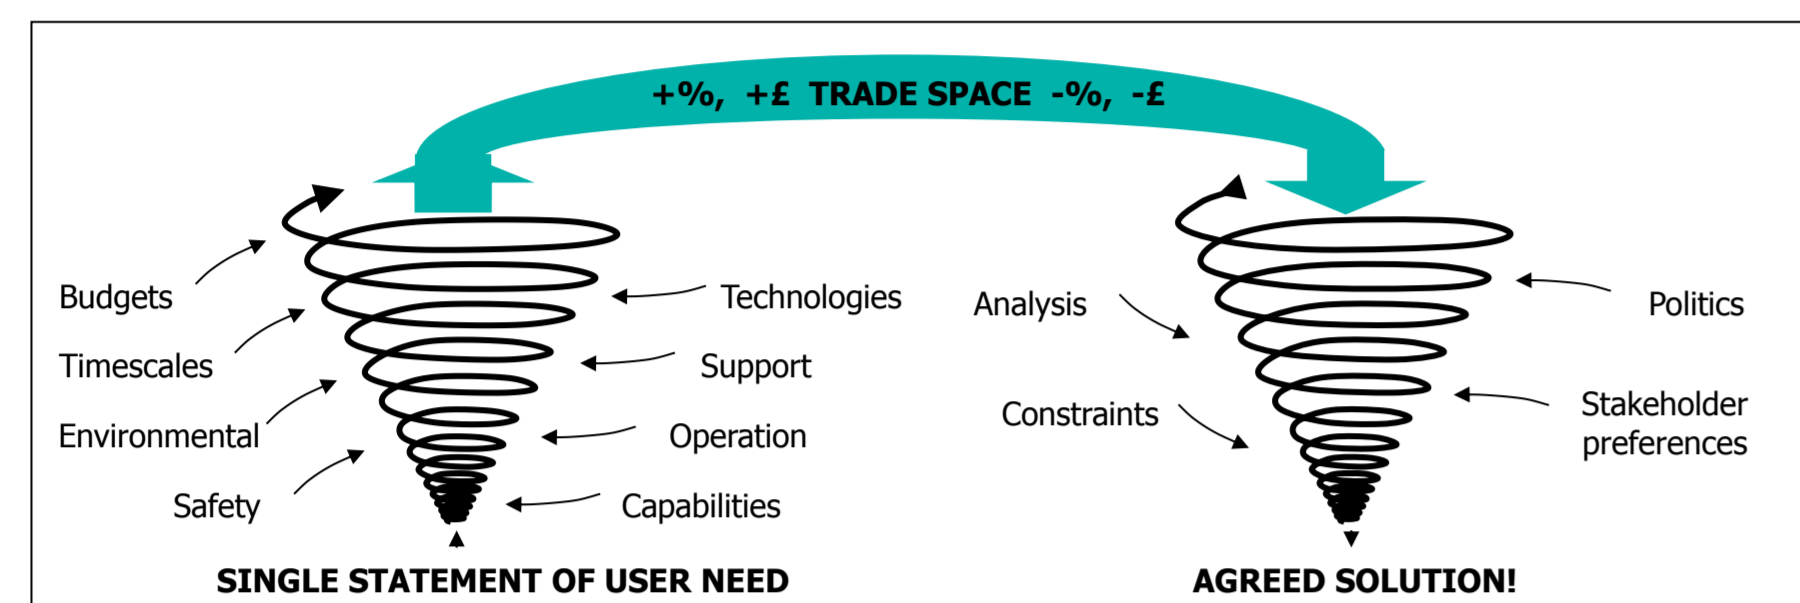 +%, +£ TRADE SPACE -%, -£
Budgets
Technologies
Timescales
Support
Environmental
Operation
Safety
Capabilities
SINGLE STATEMENT OF USER NEED
Analysis
Politics
Constraints
Stakeholder
preferences
AGREED SOLUTION!